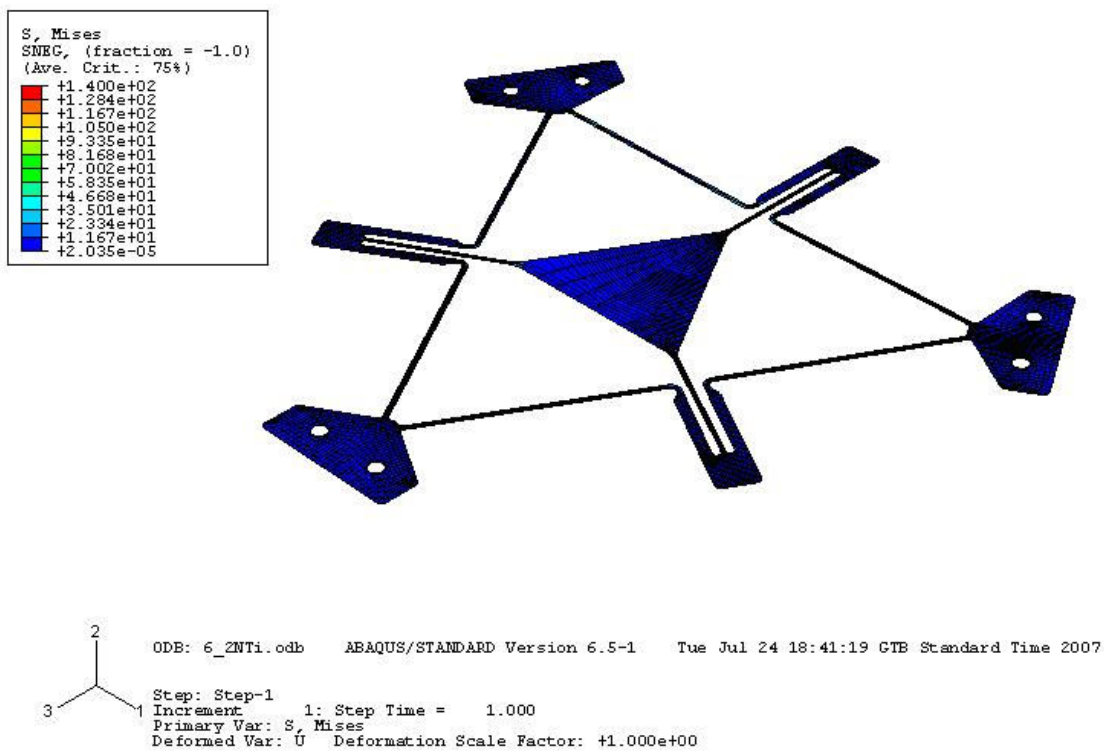 S, Mises
SNEG, (fraction = -1.0)
(Ave. Crit.: 75%)
+1.400e+02
+1.284e+02
+1.167e+02
+1.050e+02
+9.335e+01
+8.168e+01
+7.002e+01
+5.835e+01
+4.668e+01
+3.501e+01
+2.334e+01
+1.167e+01
+2.035e-05
2
3
1
ODB: 6_2NTi.odb ABAQUS/STANDARD Version 6.5-1 Tue Jul 24 18:41:19 GTB Standard Time 2007
Step: Step-1
Increment 1: Step Time = 1.000
Primary Var: S, Mises
Deformed Var: U Deformation Scale Factor: +1.000e+00